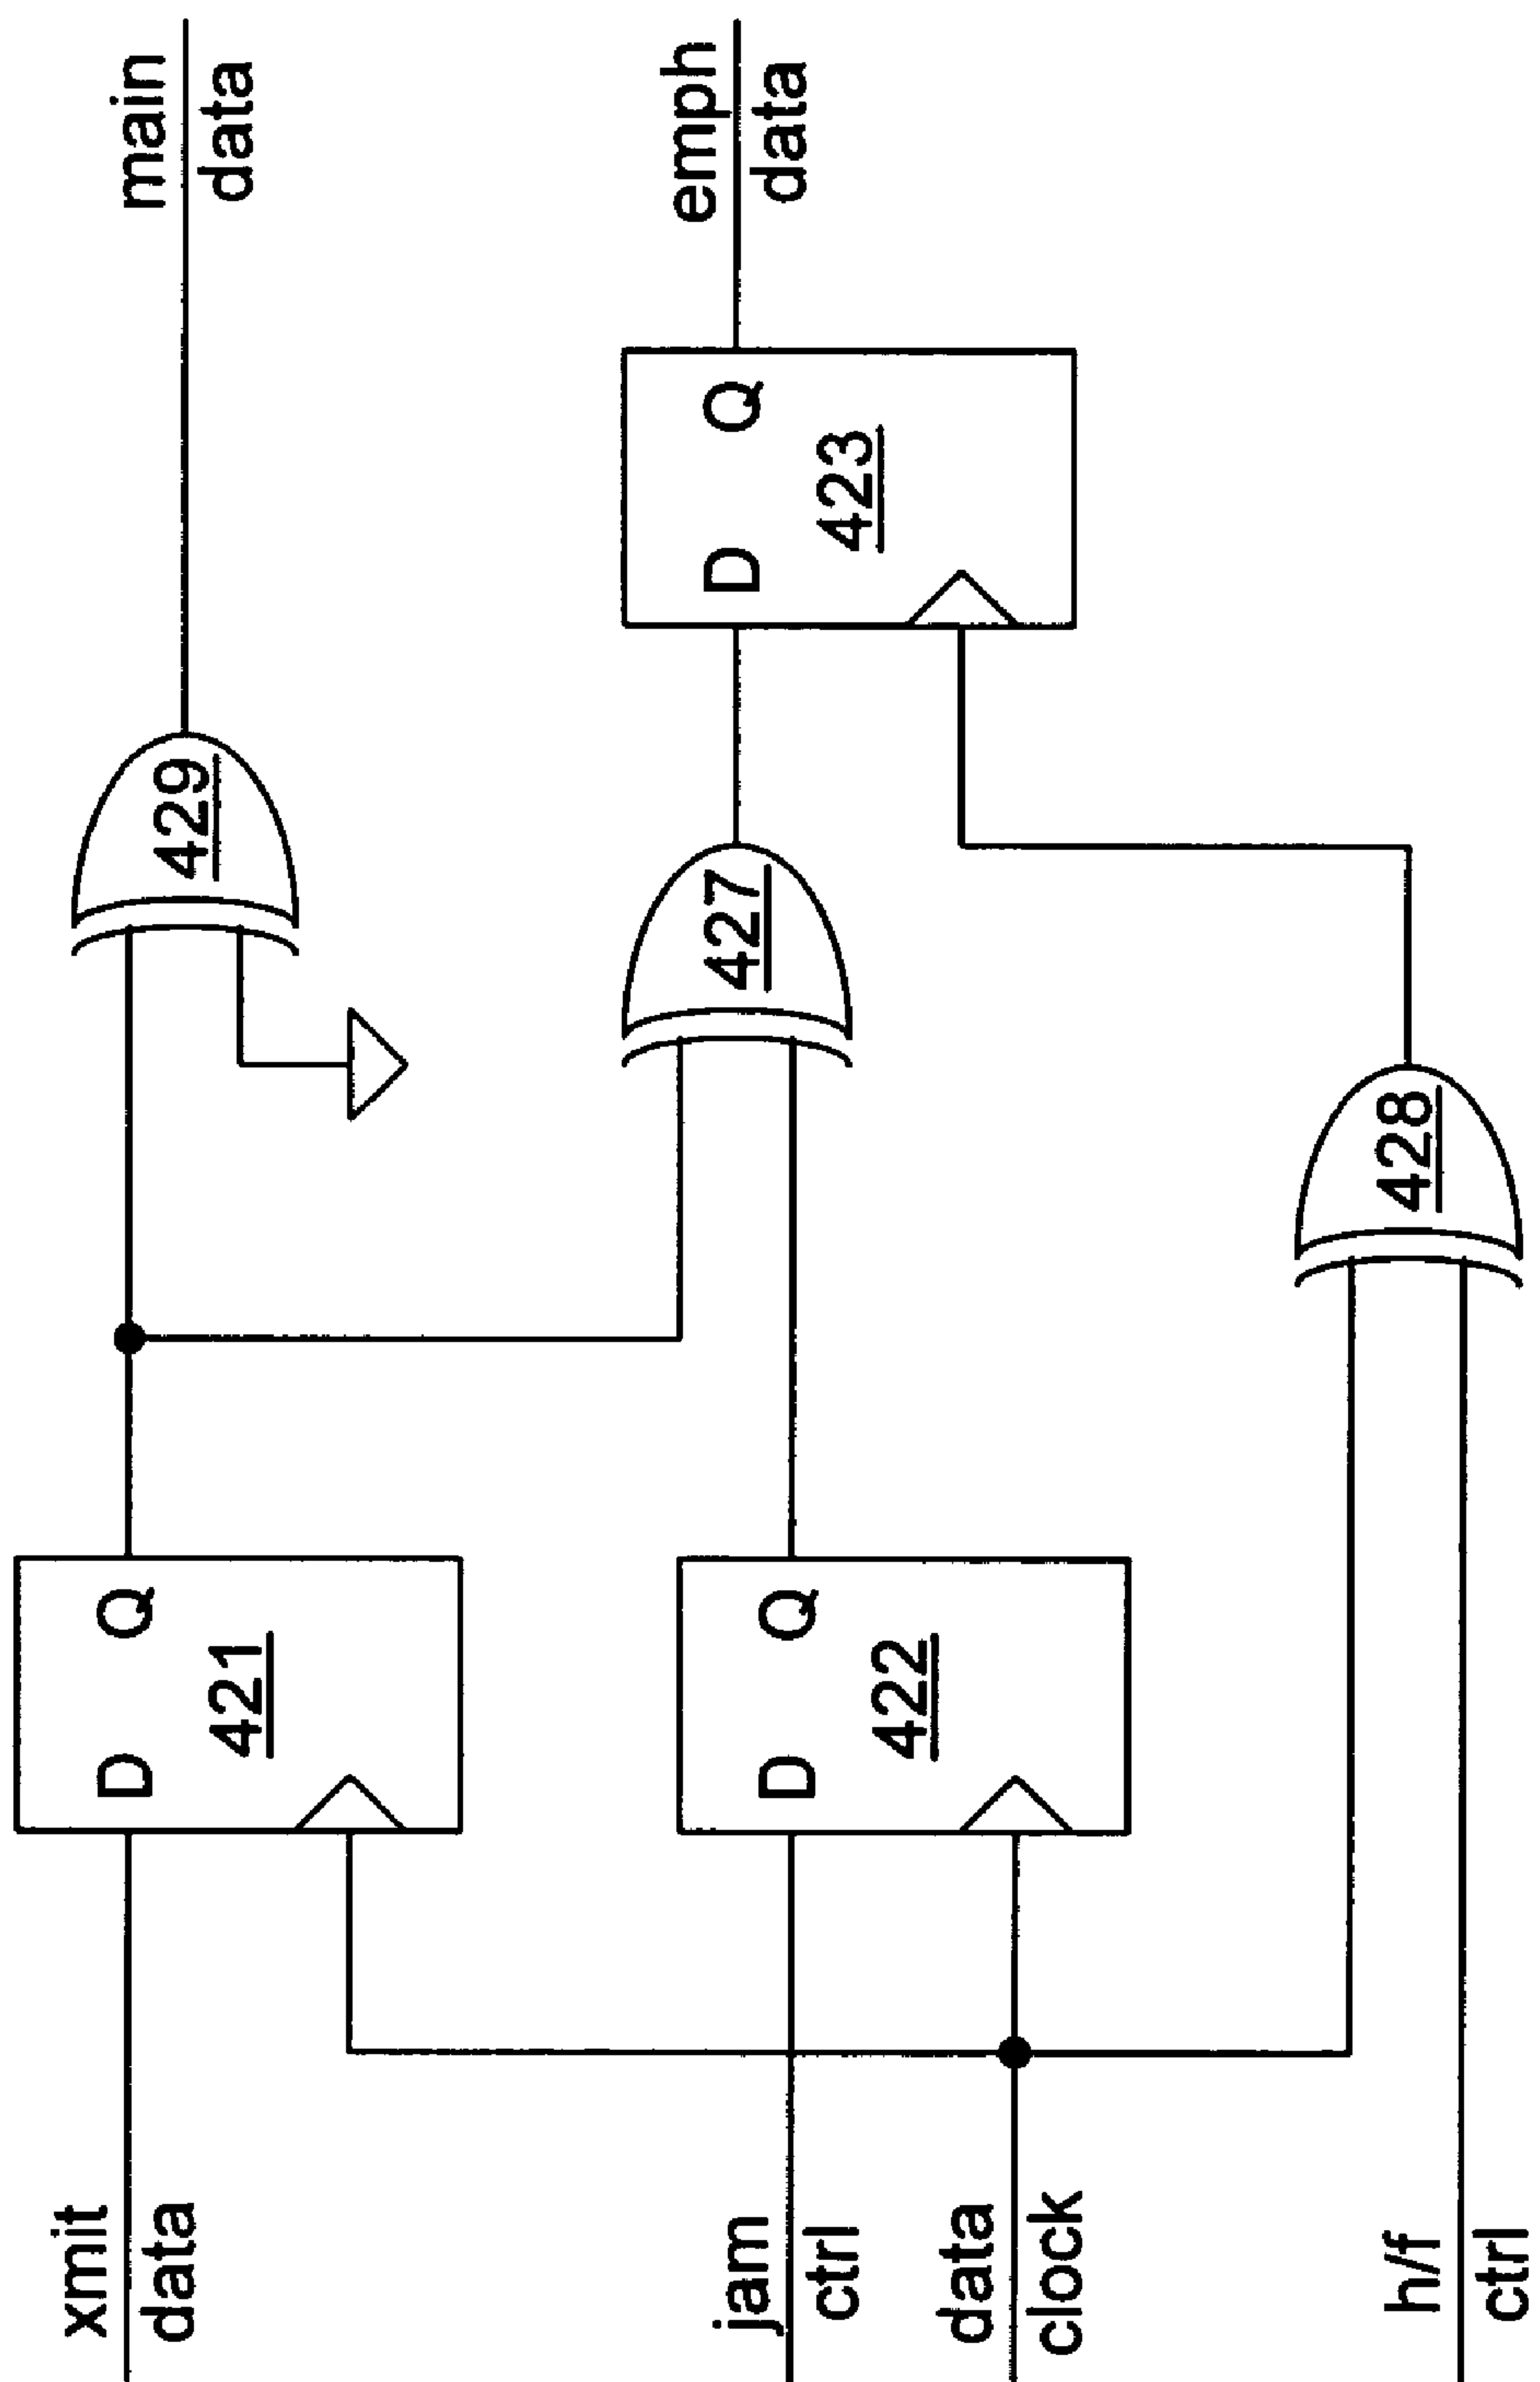 xmit
data
D Q
421
429
main
data
jam
ctrl
data
clock
D Q
422
427
D Q
423
emph
data
h/f
ctrl
428